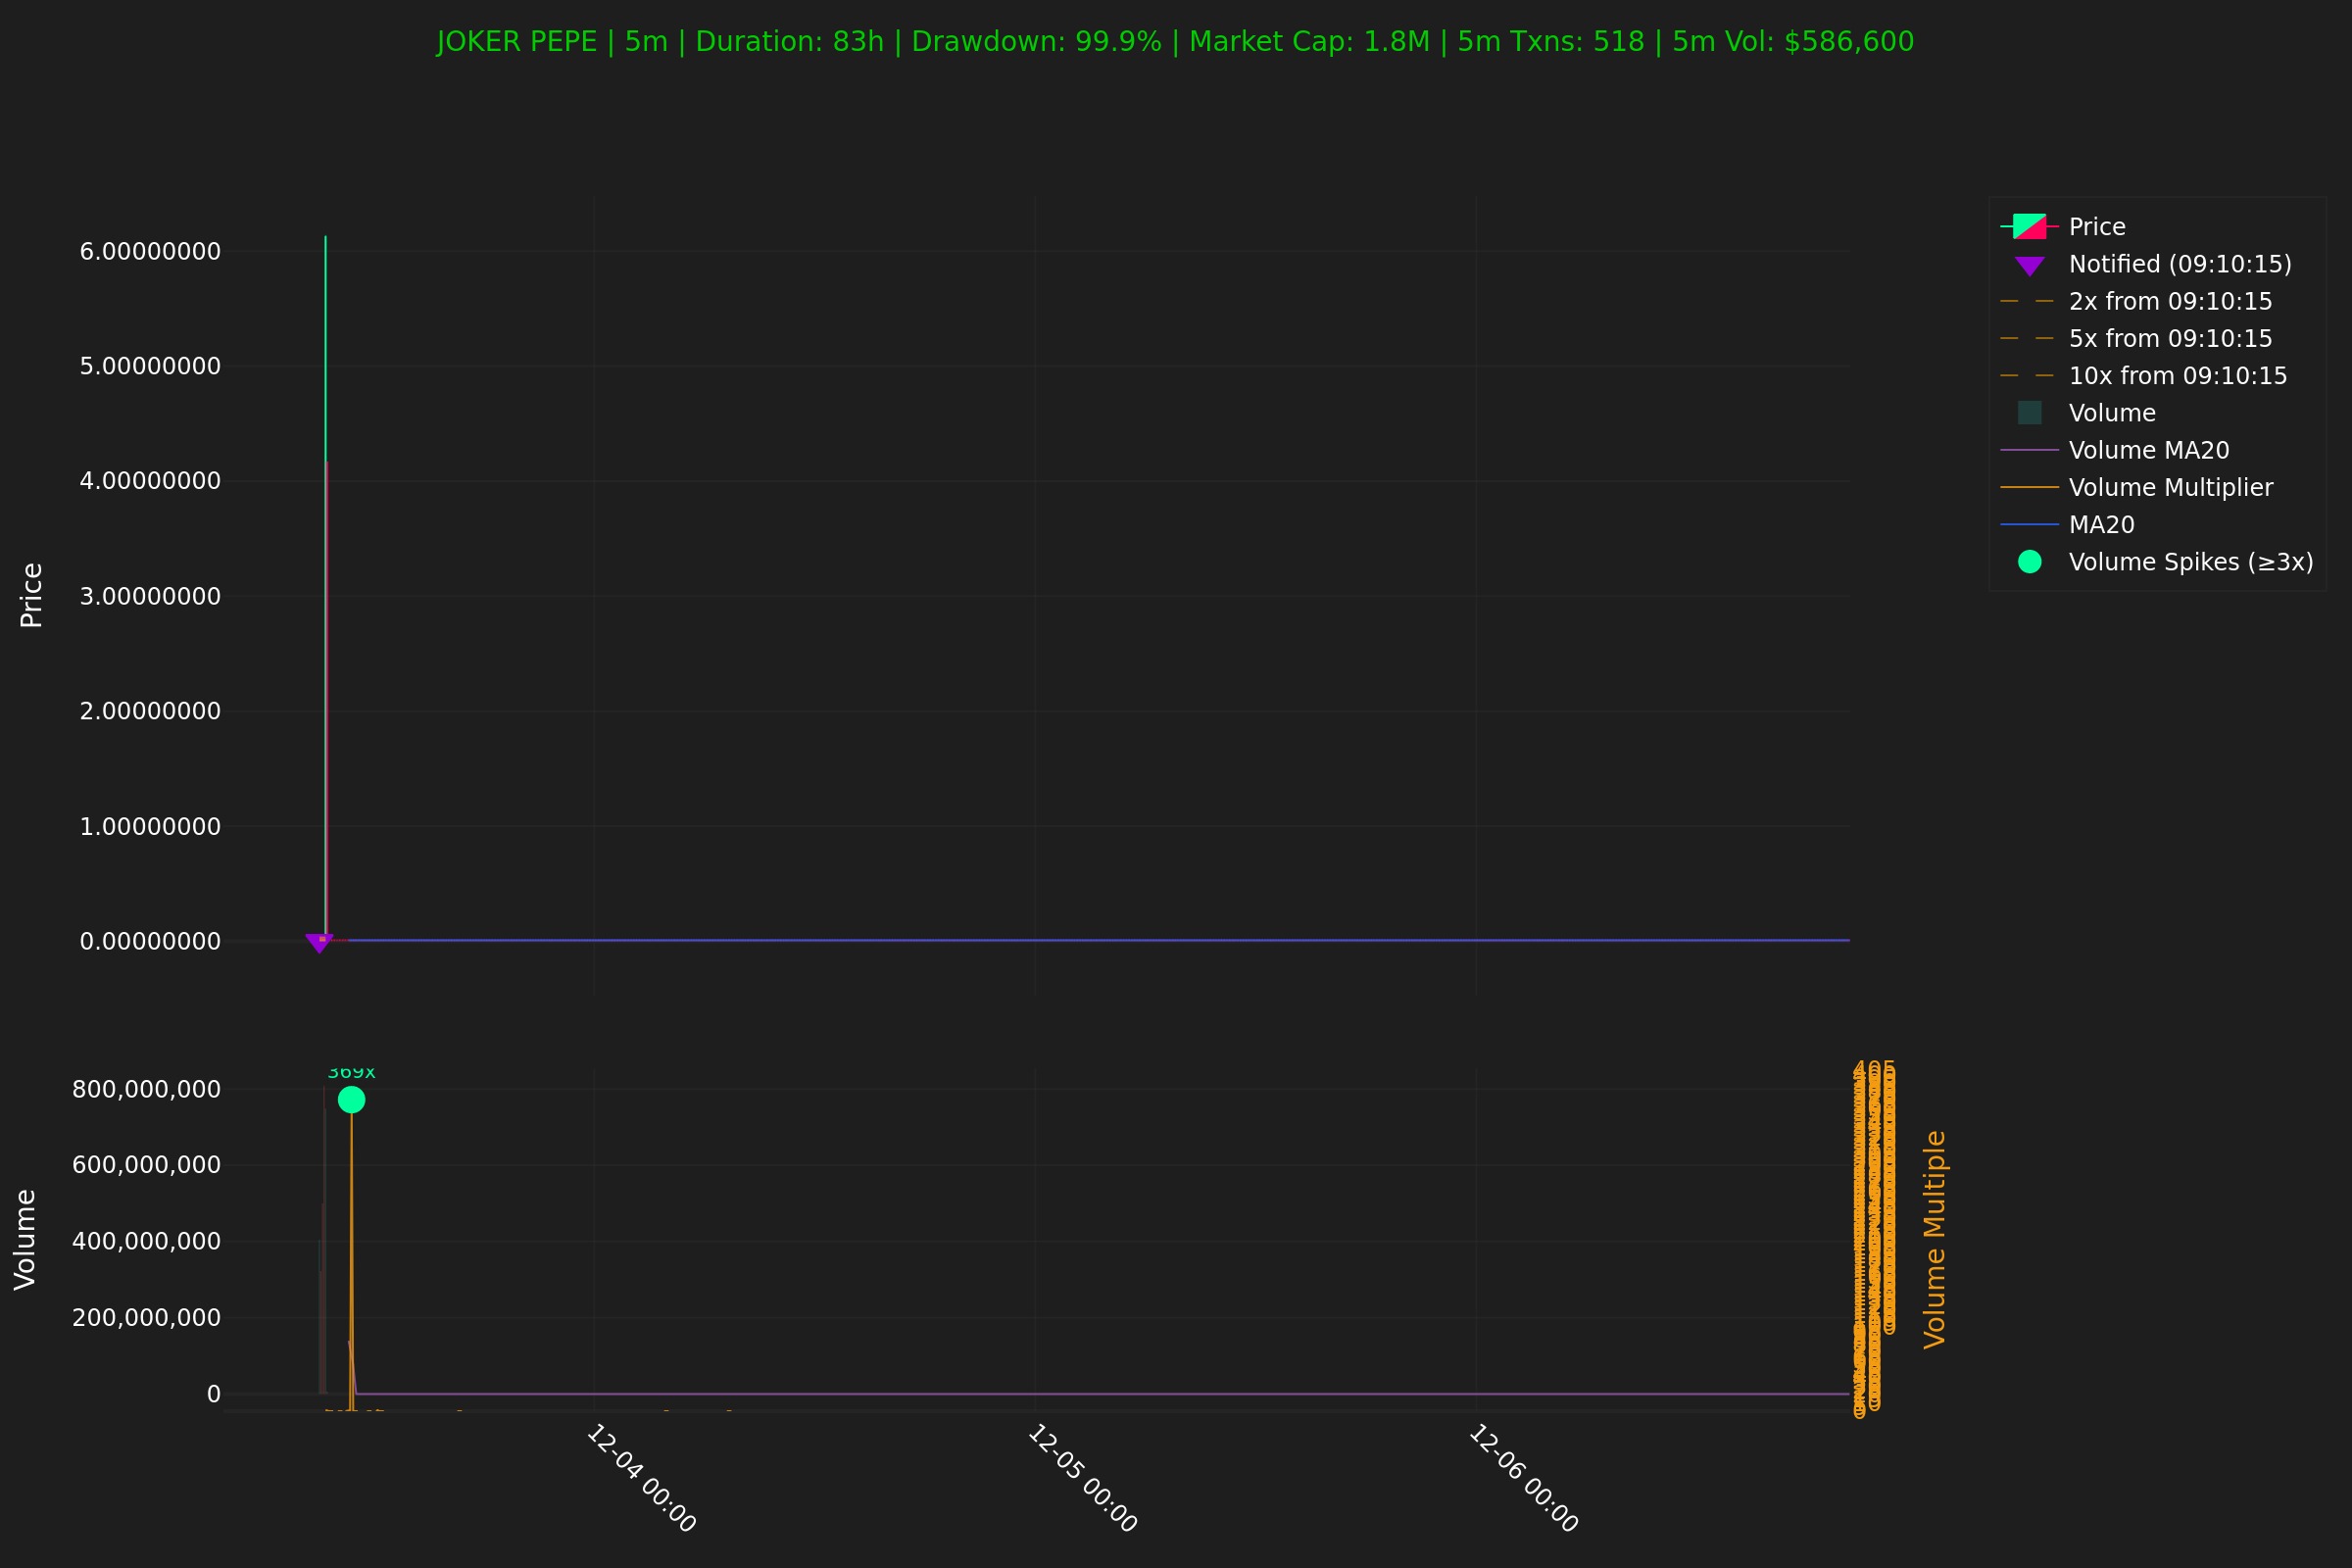 JOKER PEPE | 5m | Duration: 83h | Drawdown: 99.9% | Market Cap: 1.8M | 5m Txns: 518 | 5m Vol: $586,600
Price
6.00000000
5.00000000
4.00000000
3.00000000
2.00000000
1.00000000
0.00000000
Price
Notified (09:10:15)
2x from 09:10:15
5x from 09:10:15
10x from 09:10:15
Volume
Volume MA20
Volume Multiplier
MA20
Volume Spikes (≥3x)
369x
Volume
800,000,000
600,000,000
400,000,000
200,000,000
0
Volume Multiple
12-04 00:00
12-05 00:00
12-06 00:00